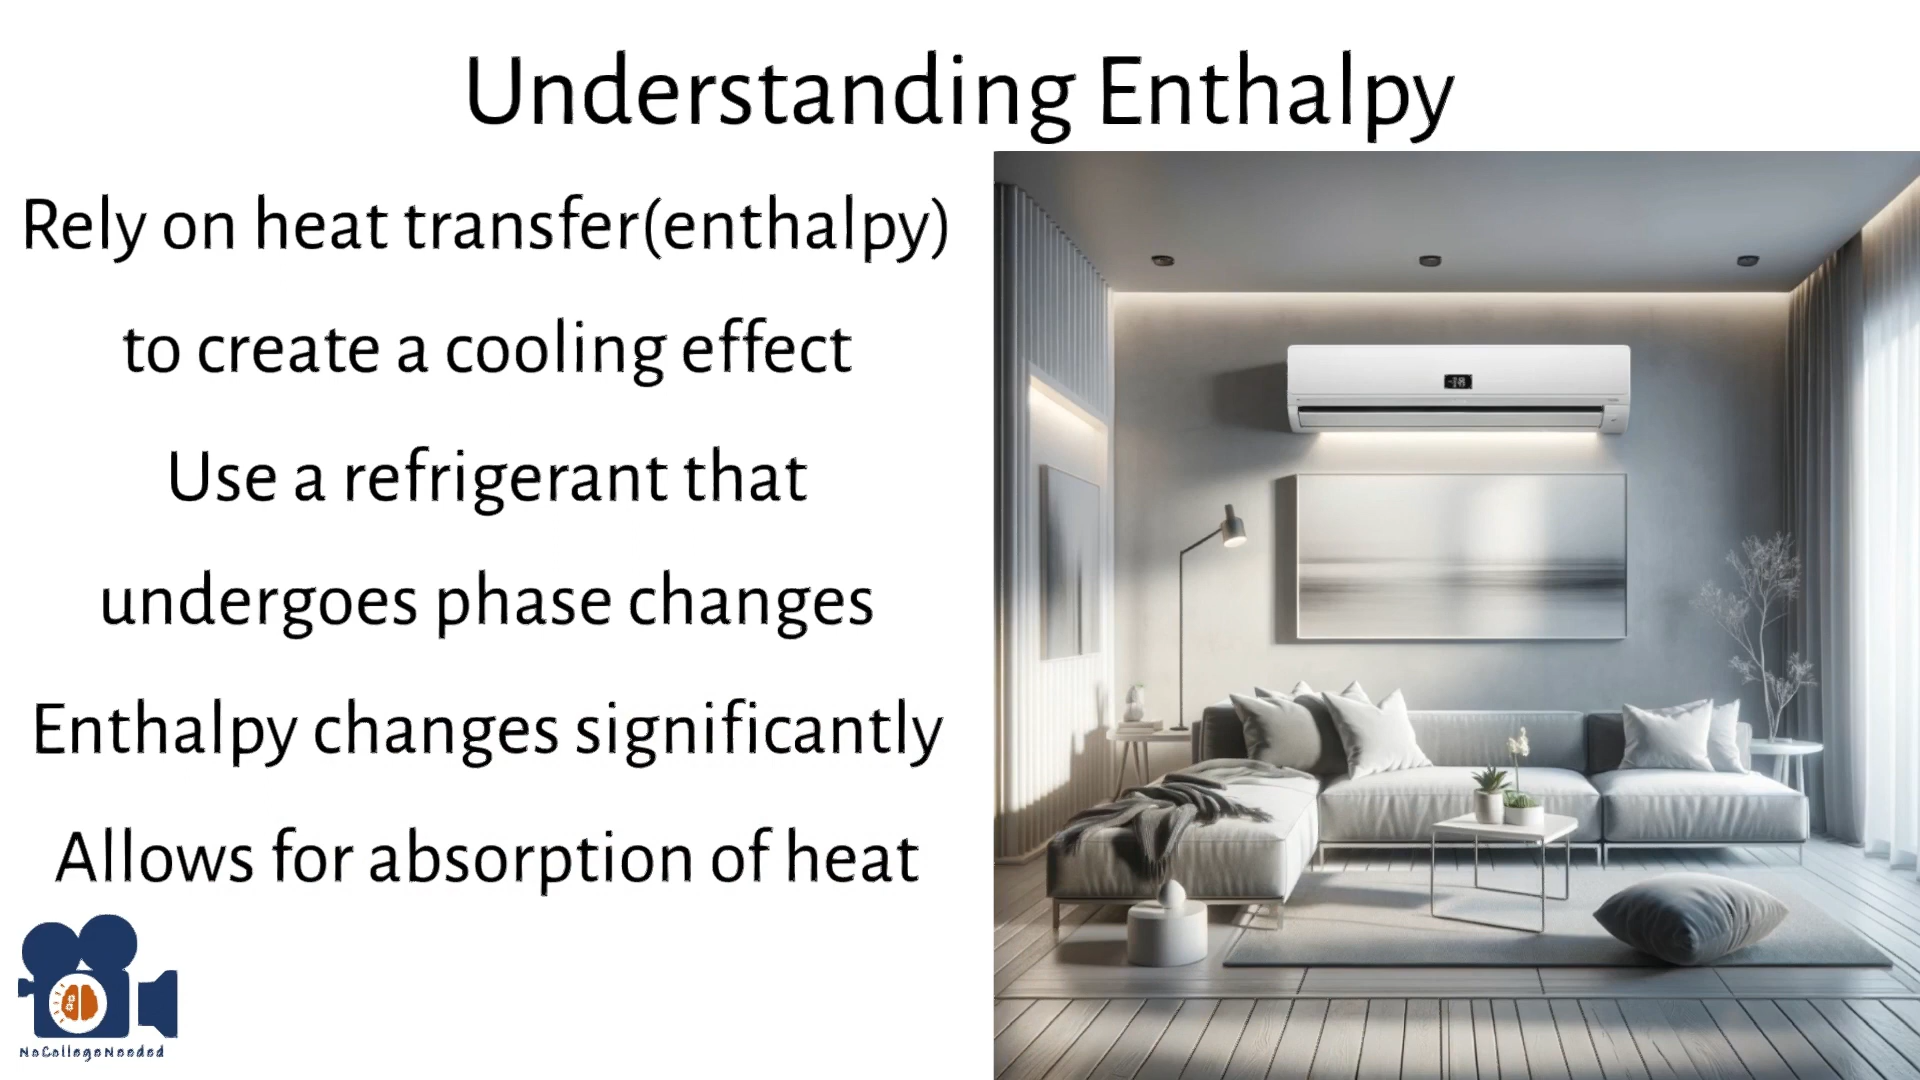 Understanding Enthalpy
Rely on heat transfer(enthalpy)
to create a cooling effect
Use a refrigerant that
undergoes phase changes
Enthalpy changes significantly
Allows for absorption of heat
NoCollegeNeeded